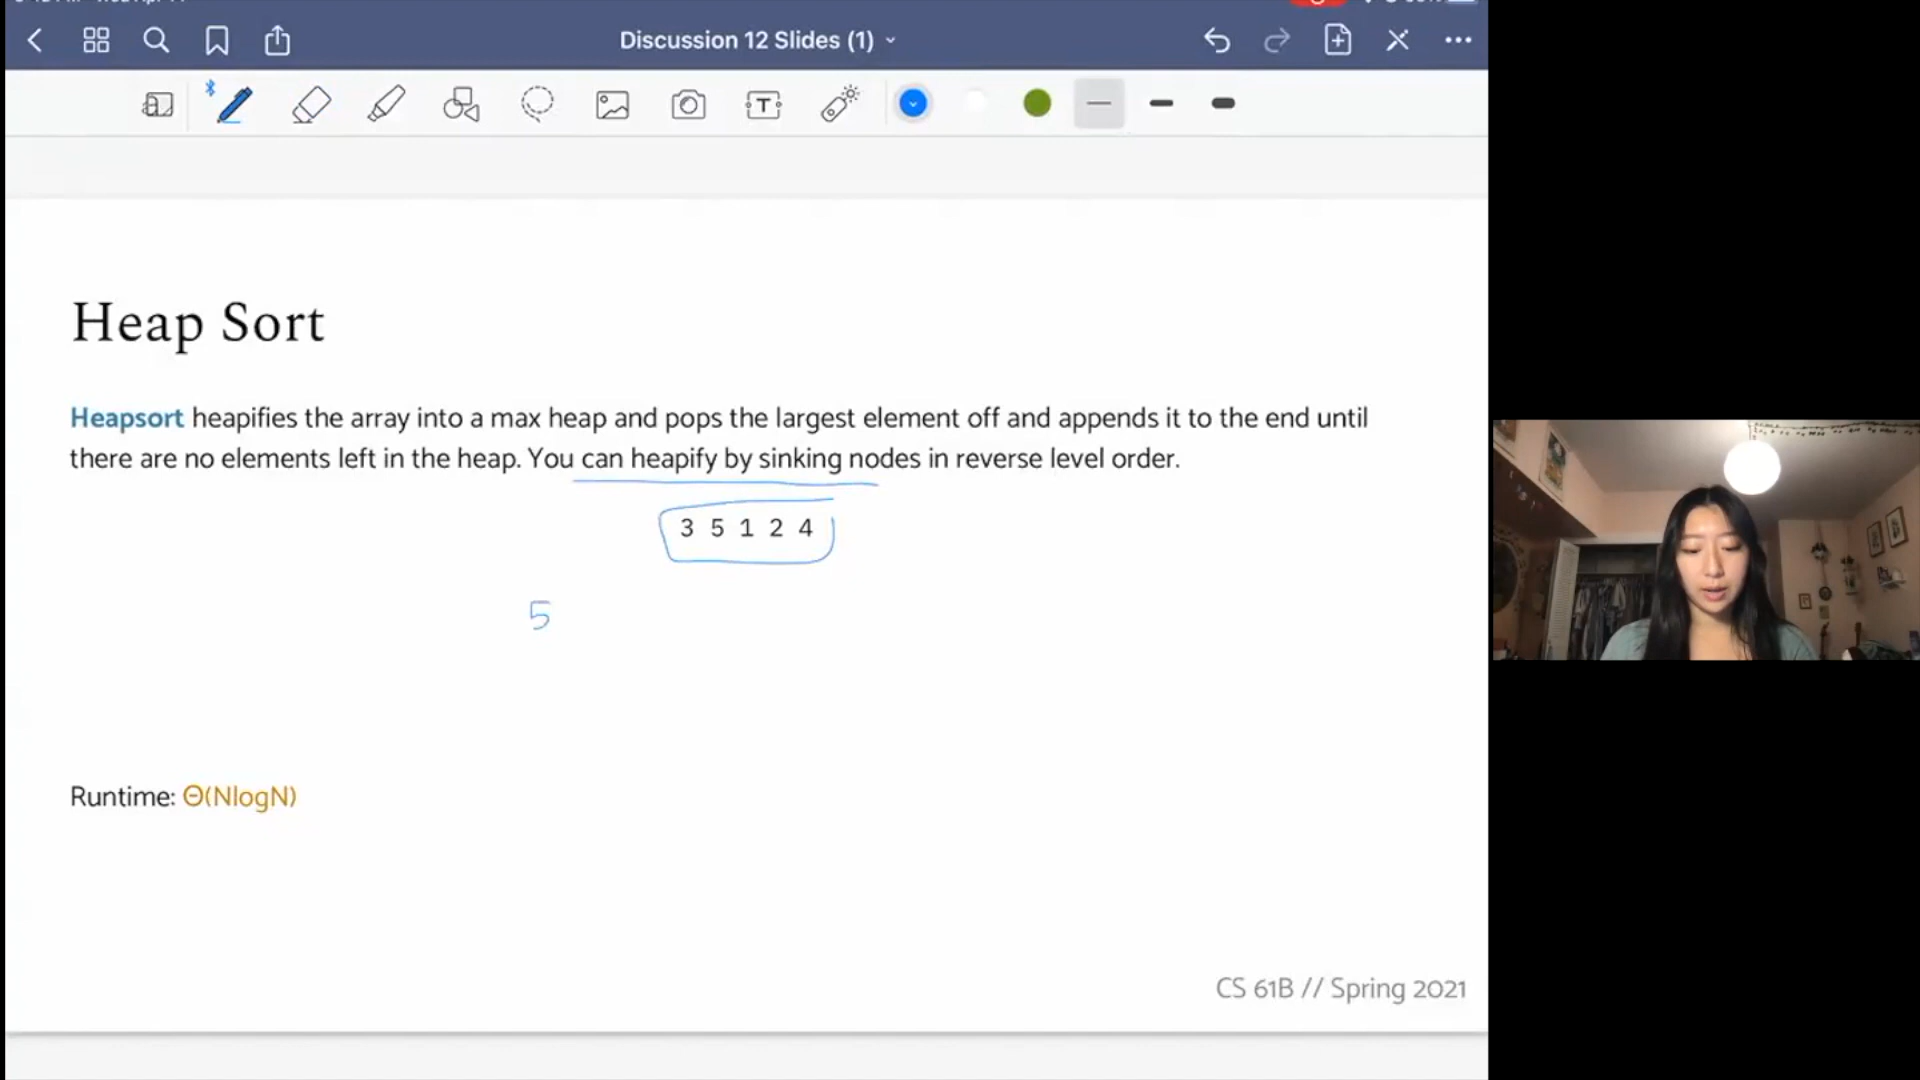 Discussion 12 Slides (1)
Heap Sort
Heapsort heapifies the array into a max heap and pops the largest element off and appends it to the end until
there are no elements left in the heap. You can heapify by sinking nodes in reverse level order.
3 5 1 2 4
5
Runtime: Θ(NlogN)
CS 61B // Spring 2021